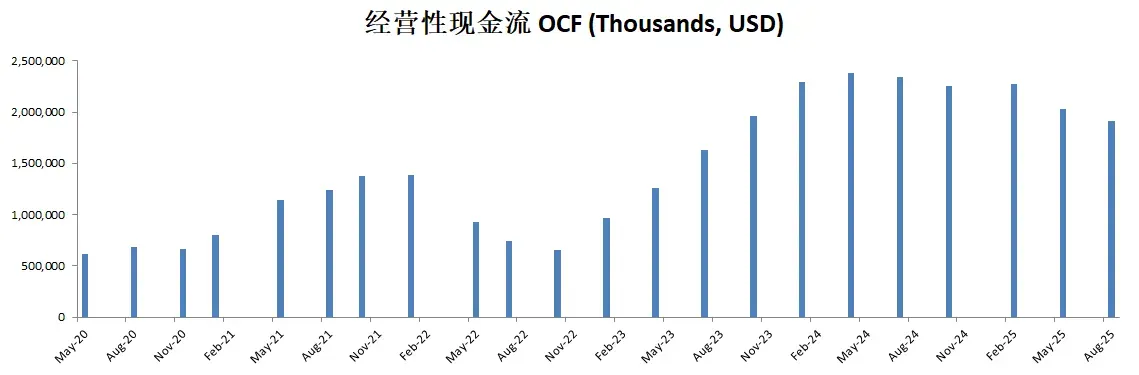 经营性现金流 OCF (Thousands, USD)
2,500,000
2,000,000
1,500,000
1,000,000
500,000
0
May-20
Aug-20
Nov-20
Feb-21
May-21
Aug-21
Nov-21
Feb-22
May-22
Aug-22
Nov-22
Feb-23
May-23
Aug-23
Nov-23
Feb-24
May-24
Aug-24
Nov-24
Feb-25
May-25
Aug-25